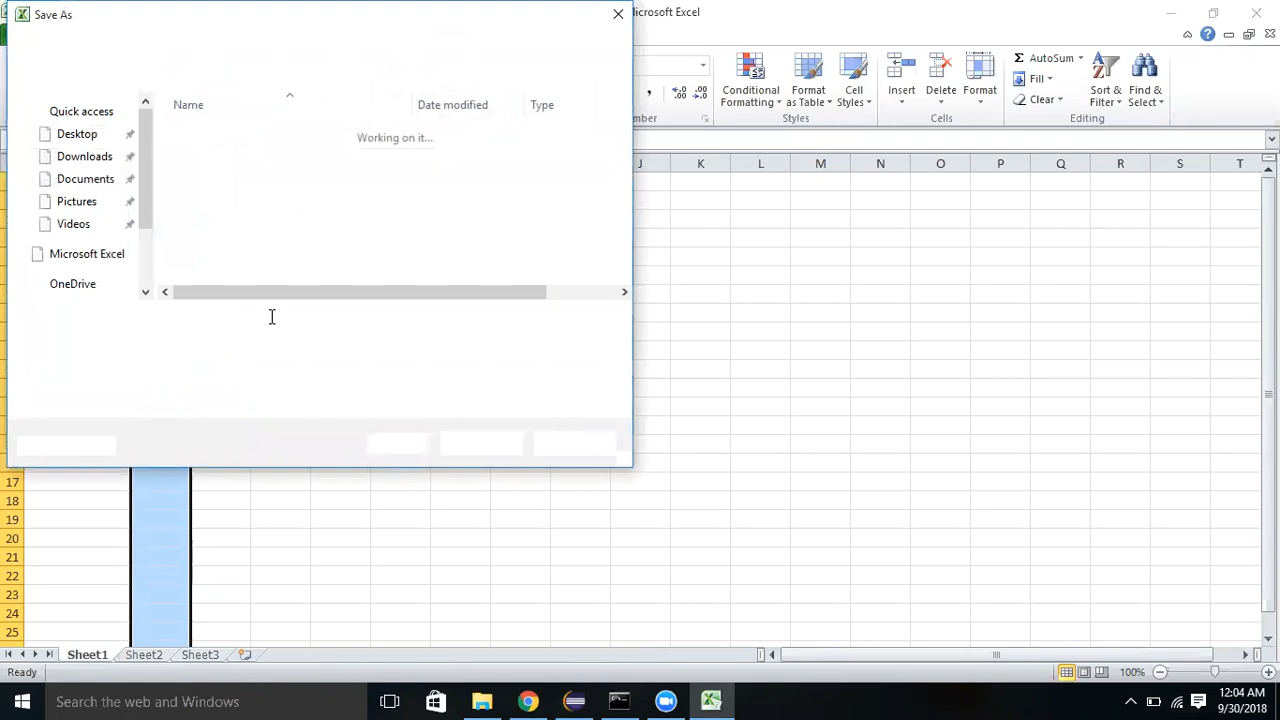 Save As
Microsoft Excel
Name
Date modified
Type
Working on it...
Quick access
Desktop
Downloads
Documents
Pictures
Videos
Microsoft Excel
OneDrive
Conditional
Formatting
Format
as Table
Cell
Styles
Insert
Delete
Format
AutoSum
Fill
Clear
Sort &
Filter
Find &
Select
Styles
Cells
Editing
J K L M N O P Q R S T
17
18
19
20
21
22
23
24
25
Sheet1 Sheet2 Sheet3
Ready
100%
Search the web and Windows
12:04 AM
9/30/2018